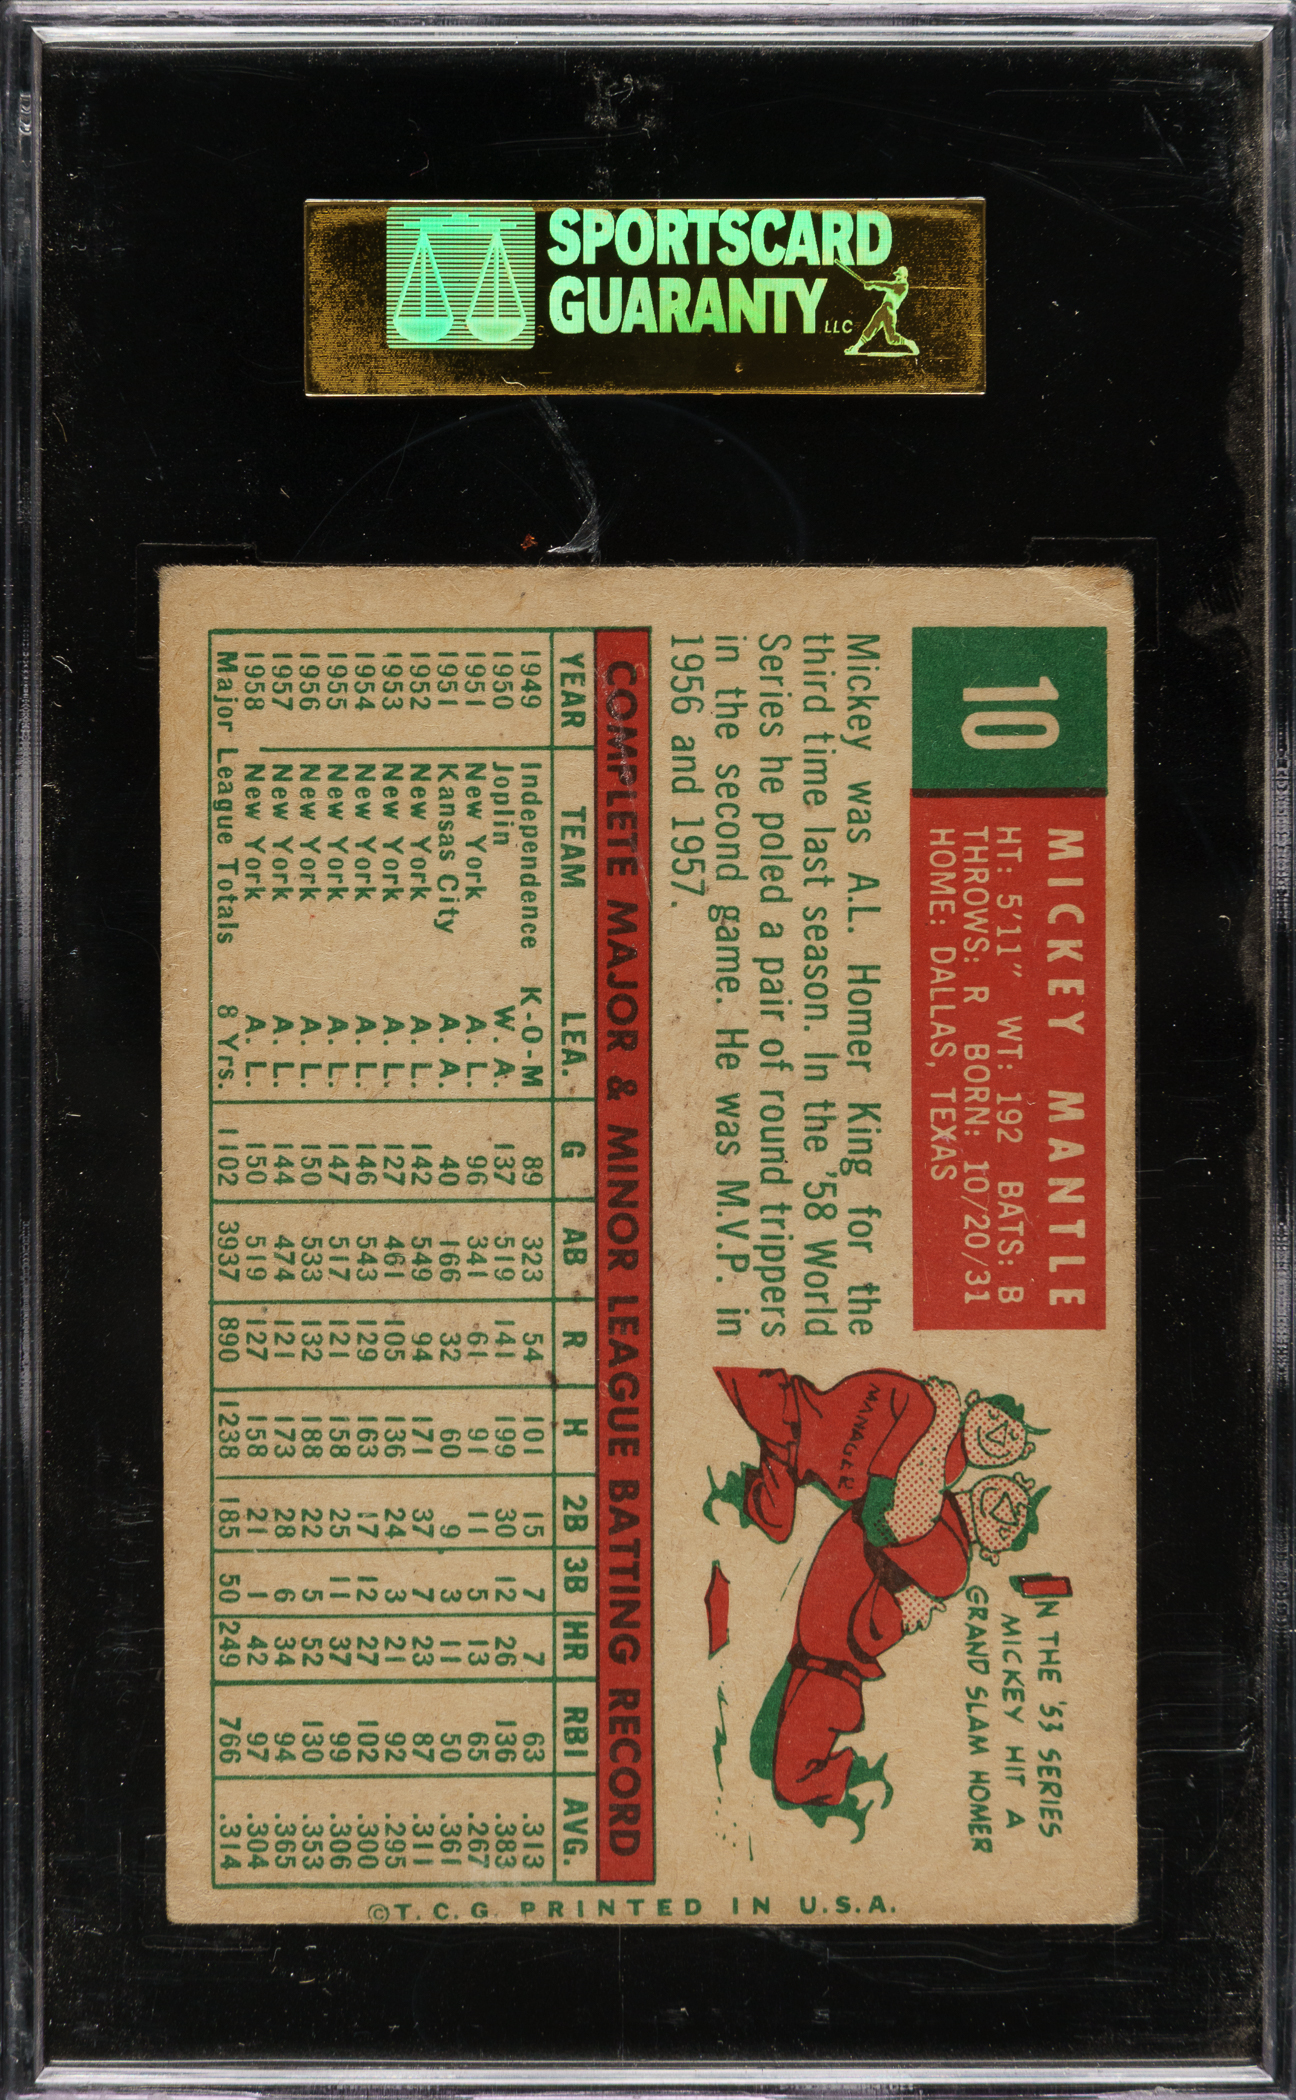 SPORTSCARD
GUARANTY LLC
10
MICKEY MANTLE
HT: 5'11" WT: 192 BATS: B
THROWS: R BORN: 10/20/31
HOME: DALLAS, TEXAS
Mickey was A.L. Homer King for the
third time last season. In the '58 World
Series he poled a pair of round trippers
in the second game. He was M.V.P. in
1956 and 1957.
IN THE '53 SERIES
MICKEY HIT A
GRAND SLAM HOMER
MANAGER
COMPLETE MAJOR & MINOR LEAGUE BATTING RECORD
YEAR TEAM LEA. G AB R H 2B 3B HR RBI AVG.
1949 Independence K-O-M 89 323 54 101 15 7 7 63 .313
1950 Joplin W. A. 137 519 141 199 30 12 26 136 .383
1951 New York A. L. 96 341 61 91 11 5 13 65 .267
1951 Kansas City A. A. 40 166 32 60 9 3 11 50 .361
1952 New York A. L. 142 549 94 171 37 7 23 87 .311
1953 New York A. L. 127 461 105 136 24 3 21 92 .295
1954 New York A. L. 146 543 129 163 17 12 27 102 .300
1955 New York A. L. 147 517 121 158 25 11 37 99 .306
1956 New York A. L. 150 533 132 188 22 5 52 130 .353
1957 New York A. L. 144 474 121 173 28 6 34 94 .365
1958 New York A. L. 150 519 127 158 21 1 42 97 .304
Major League Totals 8 Yrs. 1102 3937 890 1238 185 50 249 766 .314
©T.C.G. PRINTED IN U.S.A.